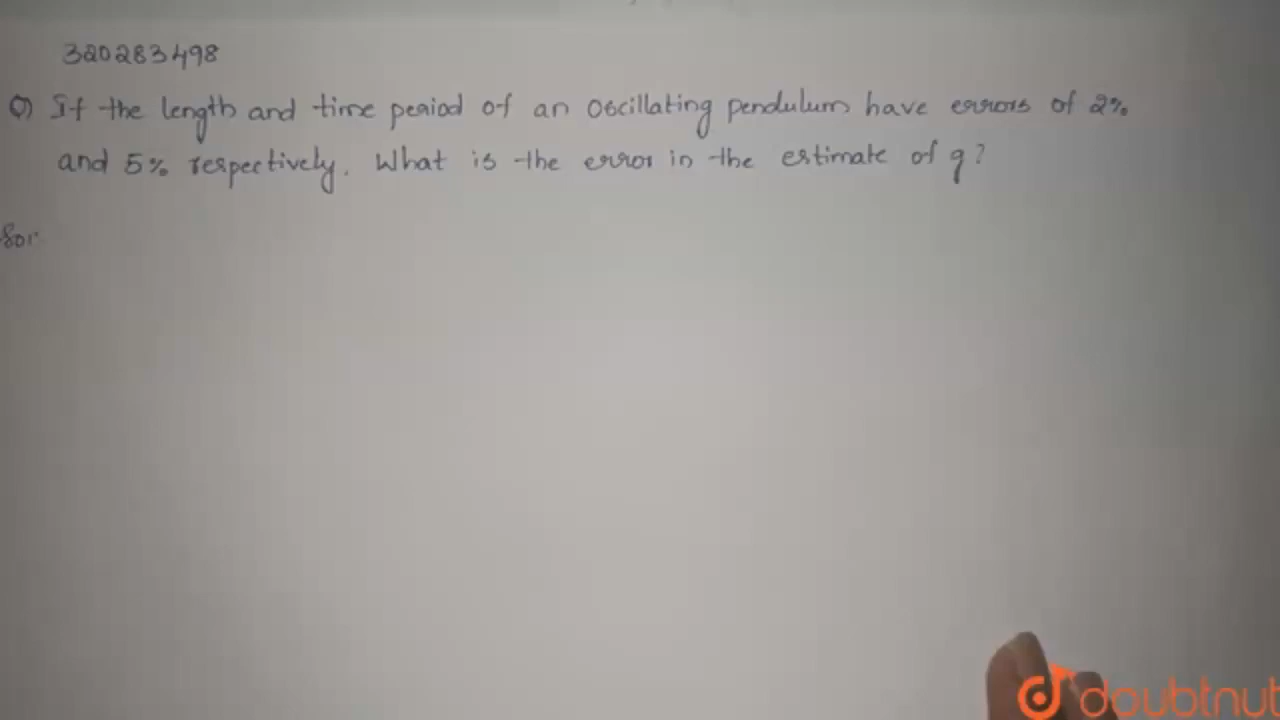 320283498
Q) If the length and time period of an oscillating pendulum have errors of 2%
and 5% respectively. What is the error in the estimate of g?
Sol:
doubtnut